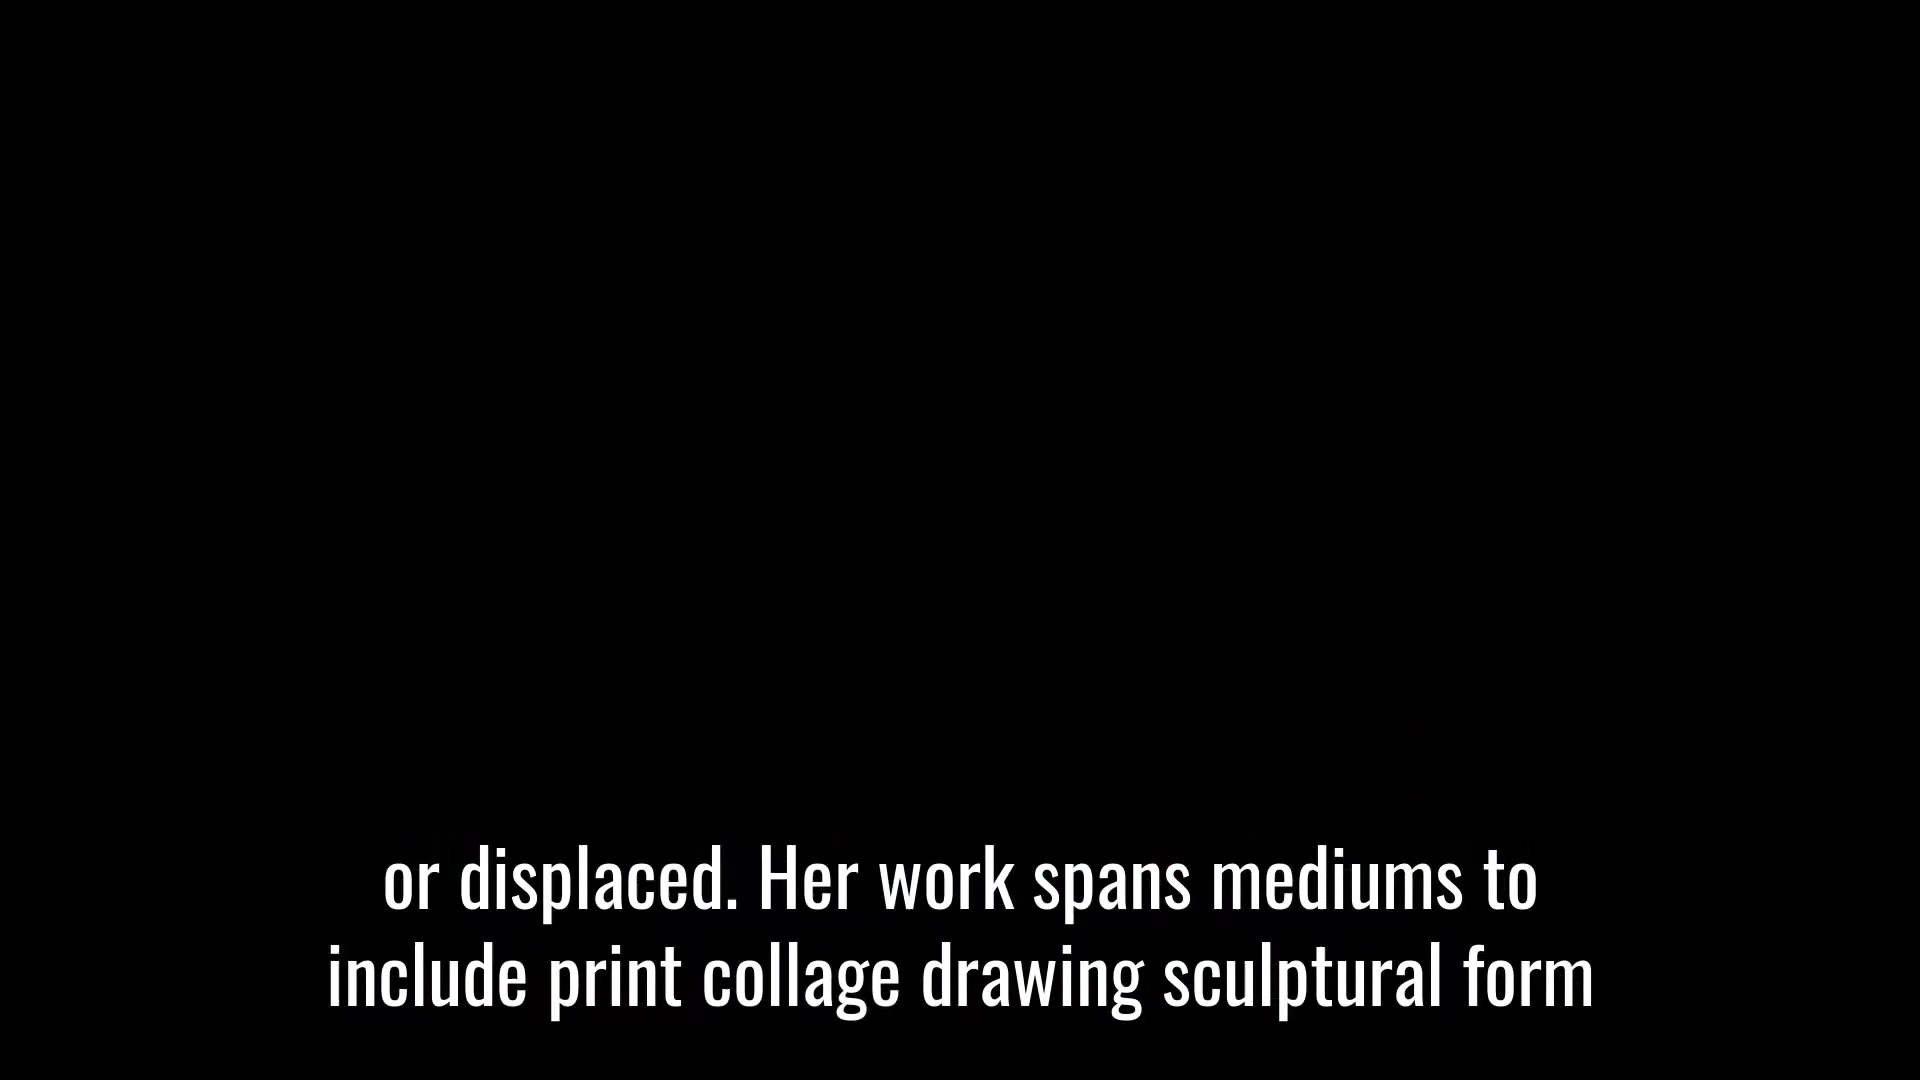 or displaced. Her work spans mediums to
include print collage drawing sculptural form